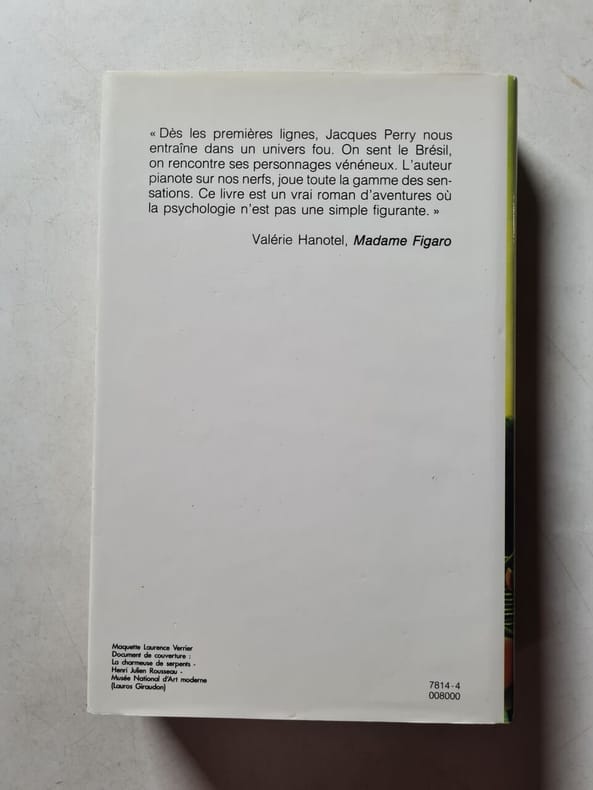 « Dès les premières lignes, Jacques Perry nous
entraîne dans un univers fou. On sent le Brésil,
on rencontre ses personnages vénéneux. L'auteur
pianote sur nos nerfs, joue toute la gamme des sen-
sations. Ce livre est un vrai roman d'aventures où
la psychologie n'est pas une simple figurante. »
Valérie Hanotel, Madame Figaro
Maquette Laurence Verrier
Document de couverture :
La charmeuse de serpents -
Henri Julien Rousseau -
Musée National d'Art moderne
(Lauros Giraudon)
7814-4
008000